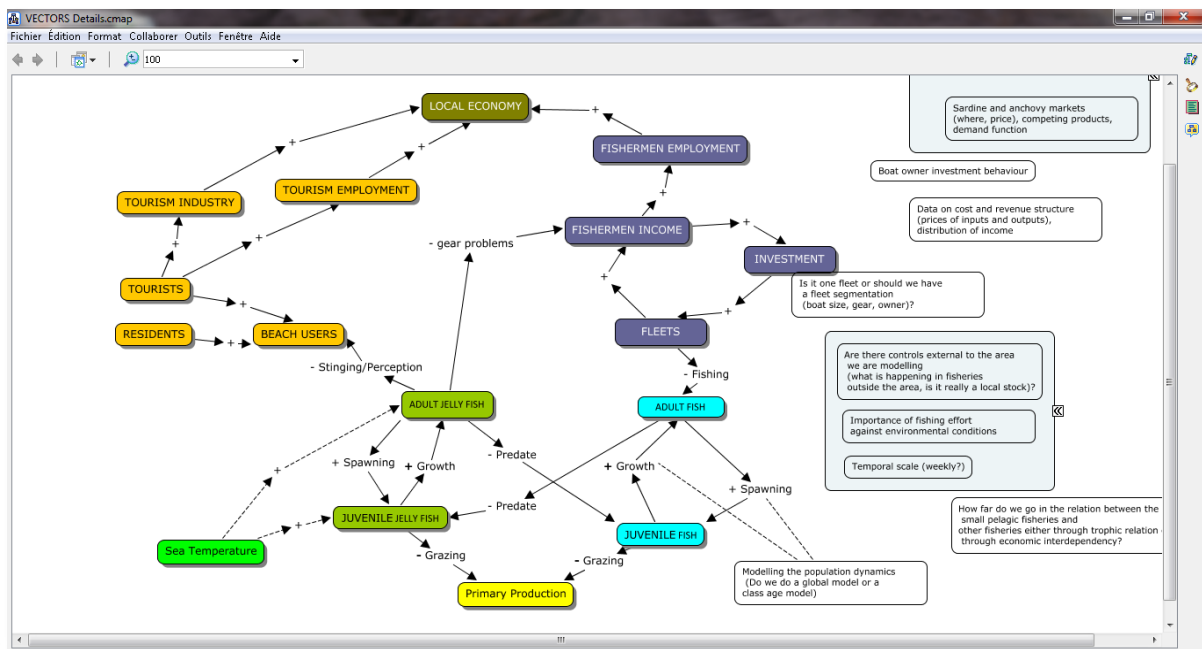 VECTORS Details.cmap
Fichier Édition Format Collaborer Outils Fenêtre Aide
100
LOCAL ECONOMY
+
+
+
FISHERMEN EMPLOYMENT
TOURISM INDUSTRY
TOURISM EMPLOYMENT
+
+
+
FISHERMEN INCOME
+
- gear problems
INVESTMENT
TOURISTS
+
+
+
RESIDENTS
+
BEACH USERS
FLEETS
- Stinging/Perception
- Fishing
ADULT JELLY FISH
ADULT FISH
+
+ Spawning
+ Growth
- Predate
+ Growth
+ Spawning
- Predate
+
JUVENILE JELLY FISH
JUVENILE FISH
Sea Temperature
- Grazing
- Grazing
Primary Production
Sardine and anchovy markets
(where, price), competing products,
demand function
Boat owner investment behaviour
Data on cost and revenue structure
(prices of inputs and outputs),
distribution of income
Is it one fleet or should we have
a fleet segmentation
(boat size, gear, owner)?
Are there controls external to the area
we are modelling
(what is happening in fisheries
outside the area, is it really a local stock)?
Importance of fishing effort
against environmental conditions
Temporal scale (weekly?)
How far do we go in the relation between the
small pelagic fisheries and
other fisheries either through trophic relation
through economic interdependency?
Modelling the population dynamics
(Do we do a global model or a
class age model)